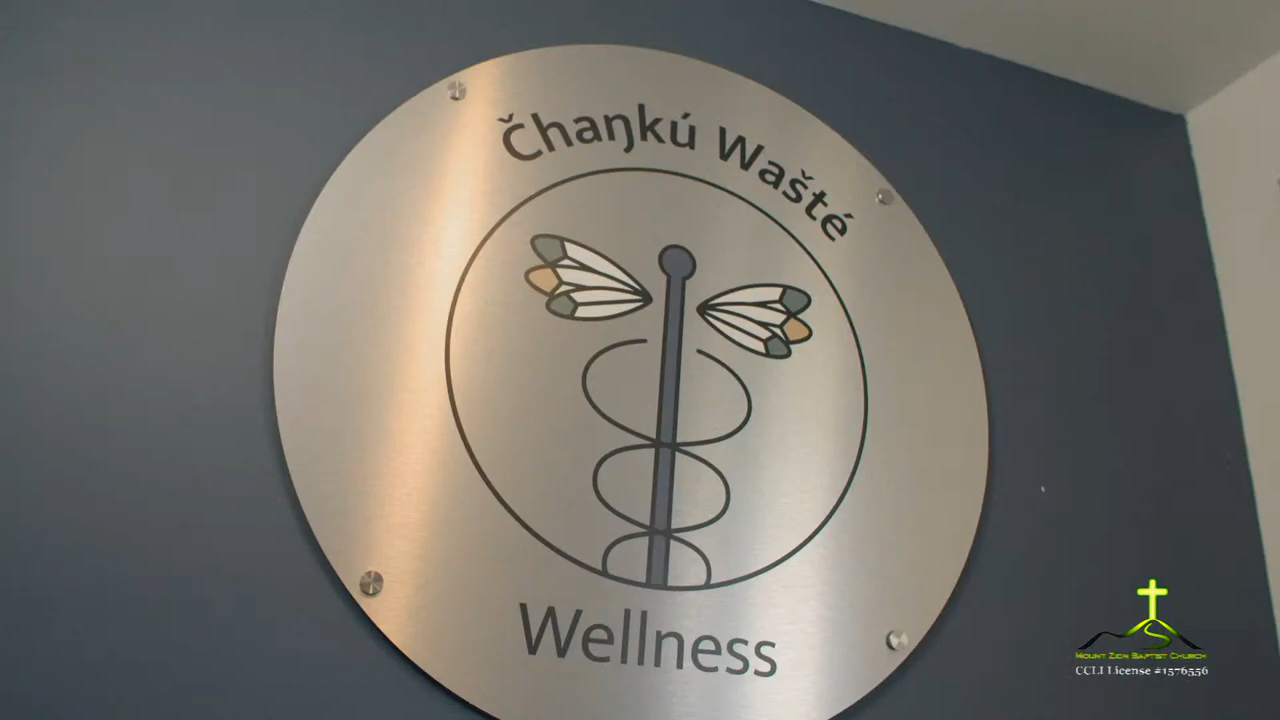 Čhaŋkú Wašté
Wellness
Mount Zion Baptist Church
CCLI License #1576556